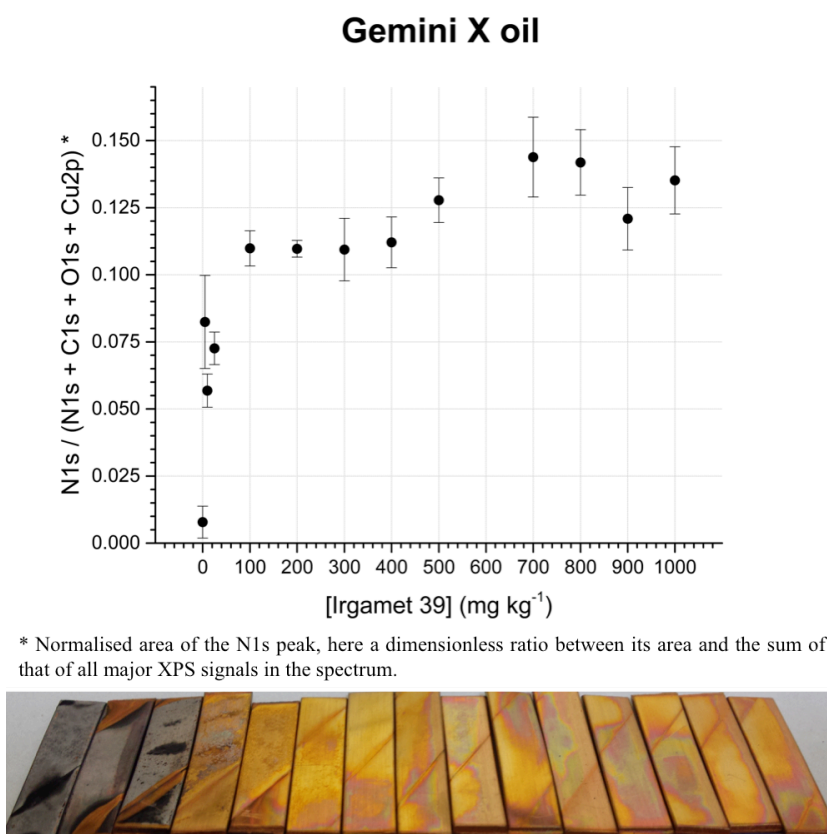 Gemini X oil
N1s / (N1s + C1s + O1s + Cu2p) *
0.150
0.125
0.100
0.075
0.050
0.025
0.000
0 100 200 300 400 500 600 700 800 900 1000
[Irgamet 39] (mg kg⁻¹)
* Normalised area of the N1s peak, here a dimensionless ratio between its area and the sum of
that of all major XPS signals in the spectrum.